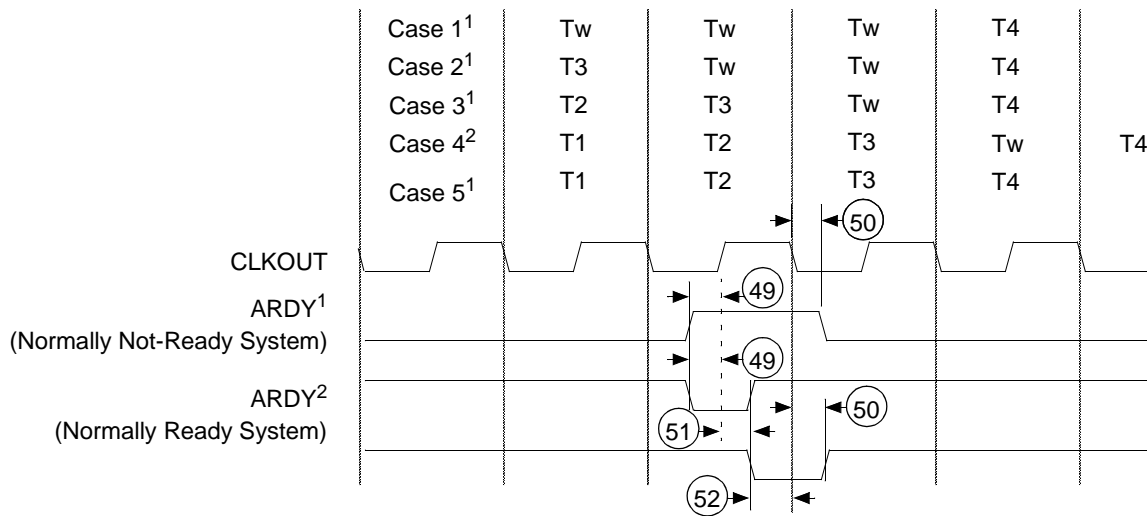 Case 1¹ Tw Tw Tw T4
Case 2¹ T3 Tw Tw T4
Case 3¹ T2 T3 Tw T4
Case 4² T1 T2 T3 Tw T4
Case 5¹ T1 T2 T3 T4
50
CLKOUT
49
ARDY¹
(Normally Not-Ready System)
49
ARDY²
50
(Normally Ready System)
51
52